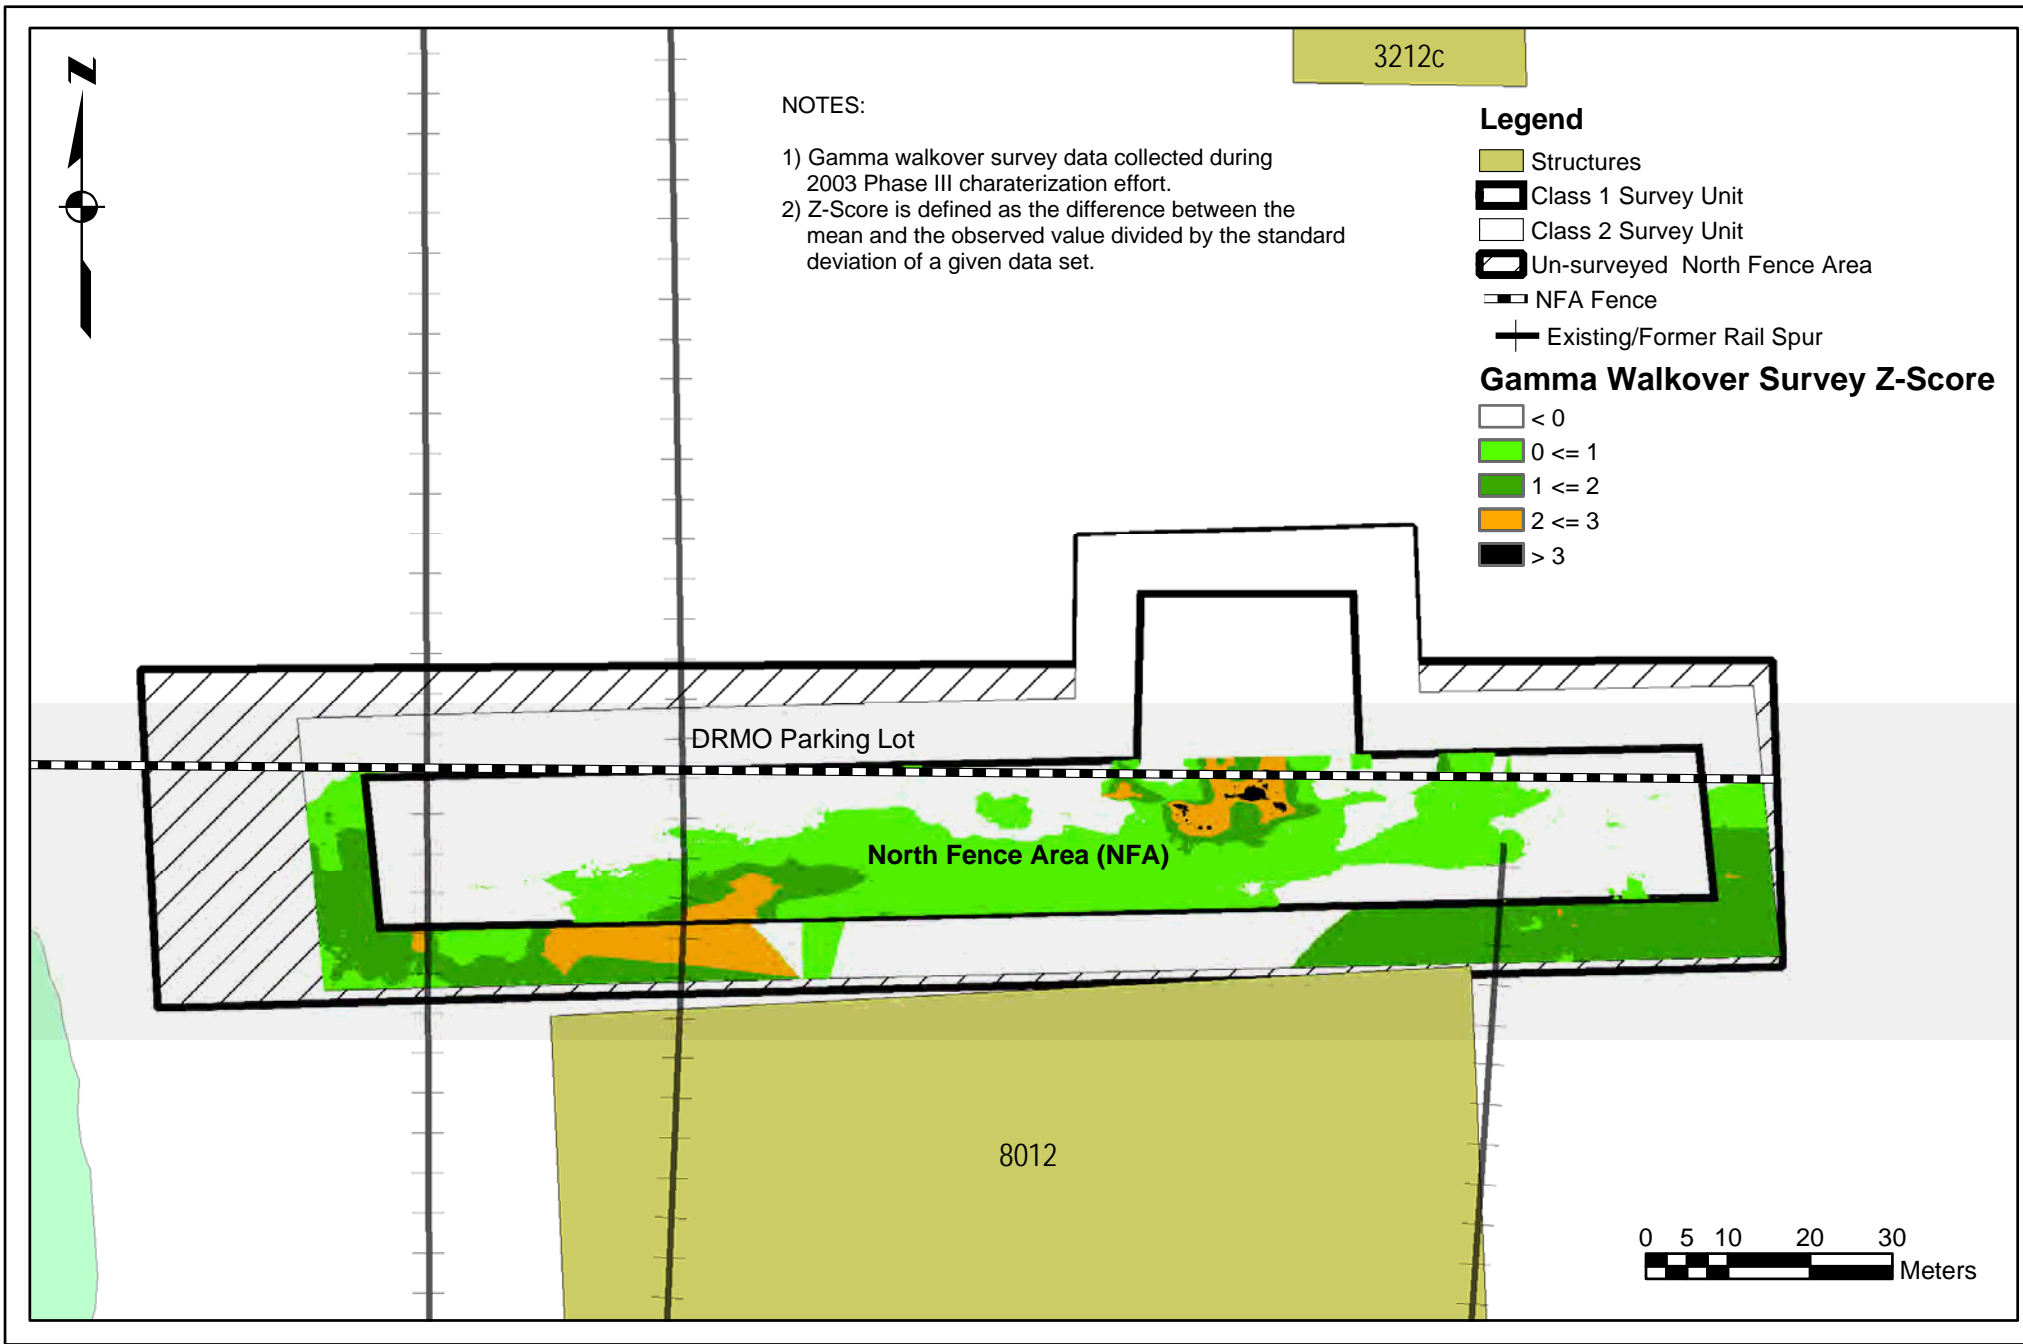 N
3212c
NOTES:
1) Gamma walkover survey data collected during
2003 Phase III charaterization effort.
2) Z-Score is defined as the difference between the
mean and the observed value divided by the standard
deviation of a given data set.
Legend
Structures
Class 1 Survey Unit
Class 2 Survey Unit
Un-surveyed North Fence Area
NFA Fence
Existing/Former Rail Spur
Gamma Walkover Survey Z-Score
< 0
0 <= 1
1 <= 2
2 <= 3
> 3
DRMO Parking Lot
North Fence Area (NFA)
8012
0 5 10 20 30
Meters